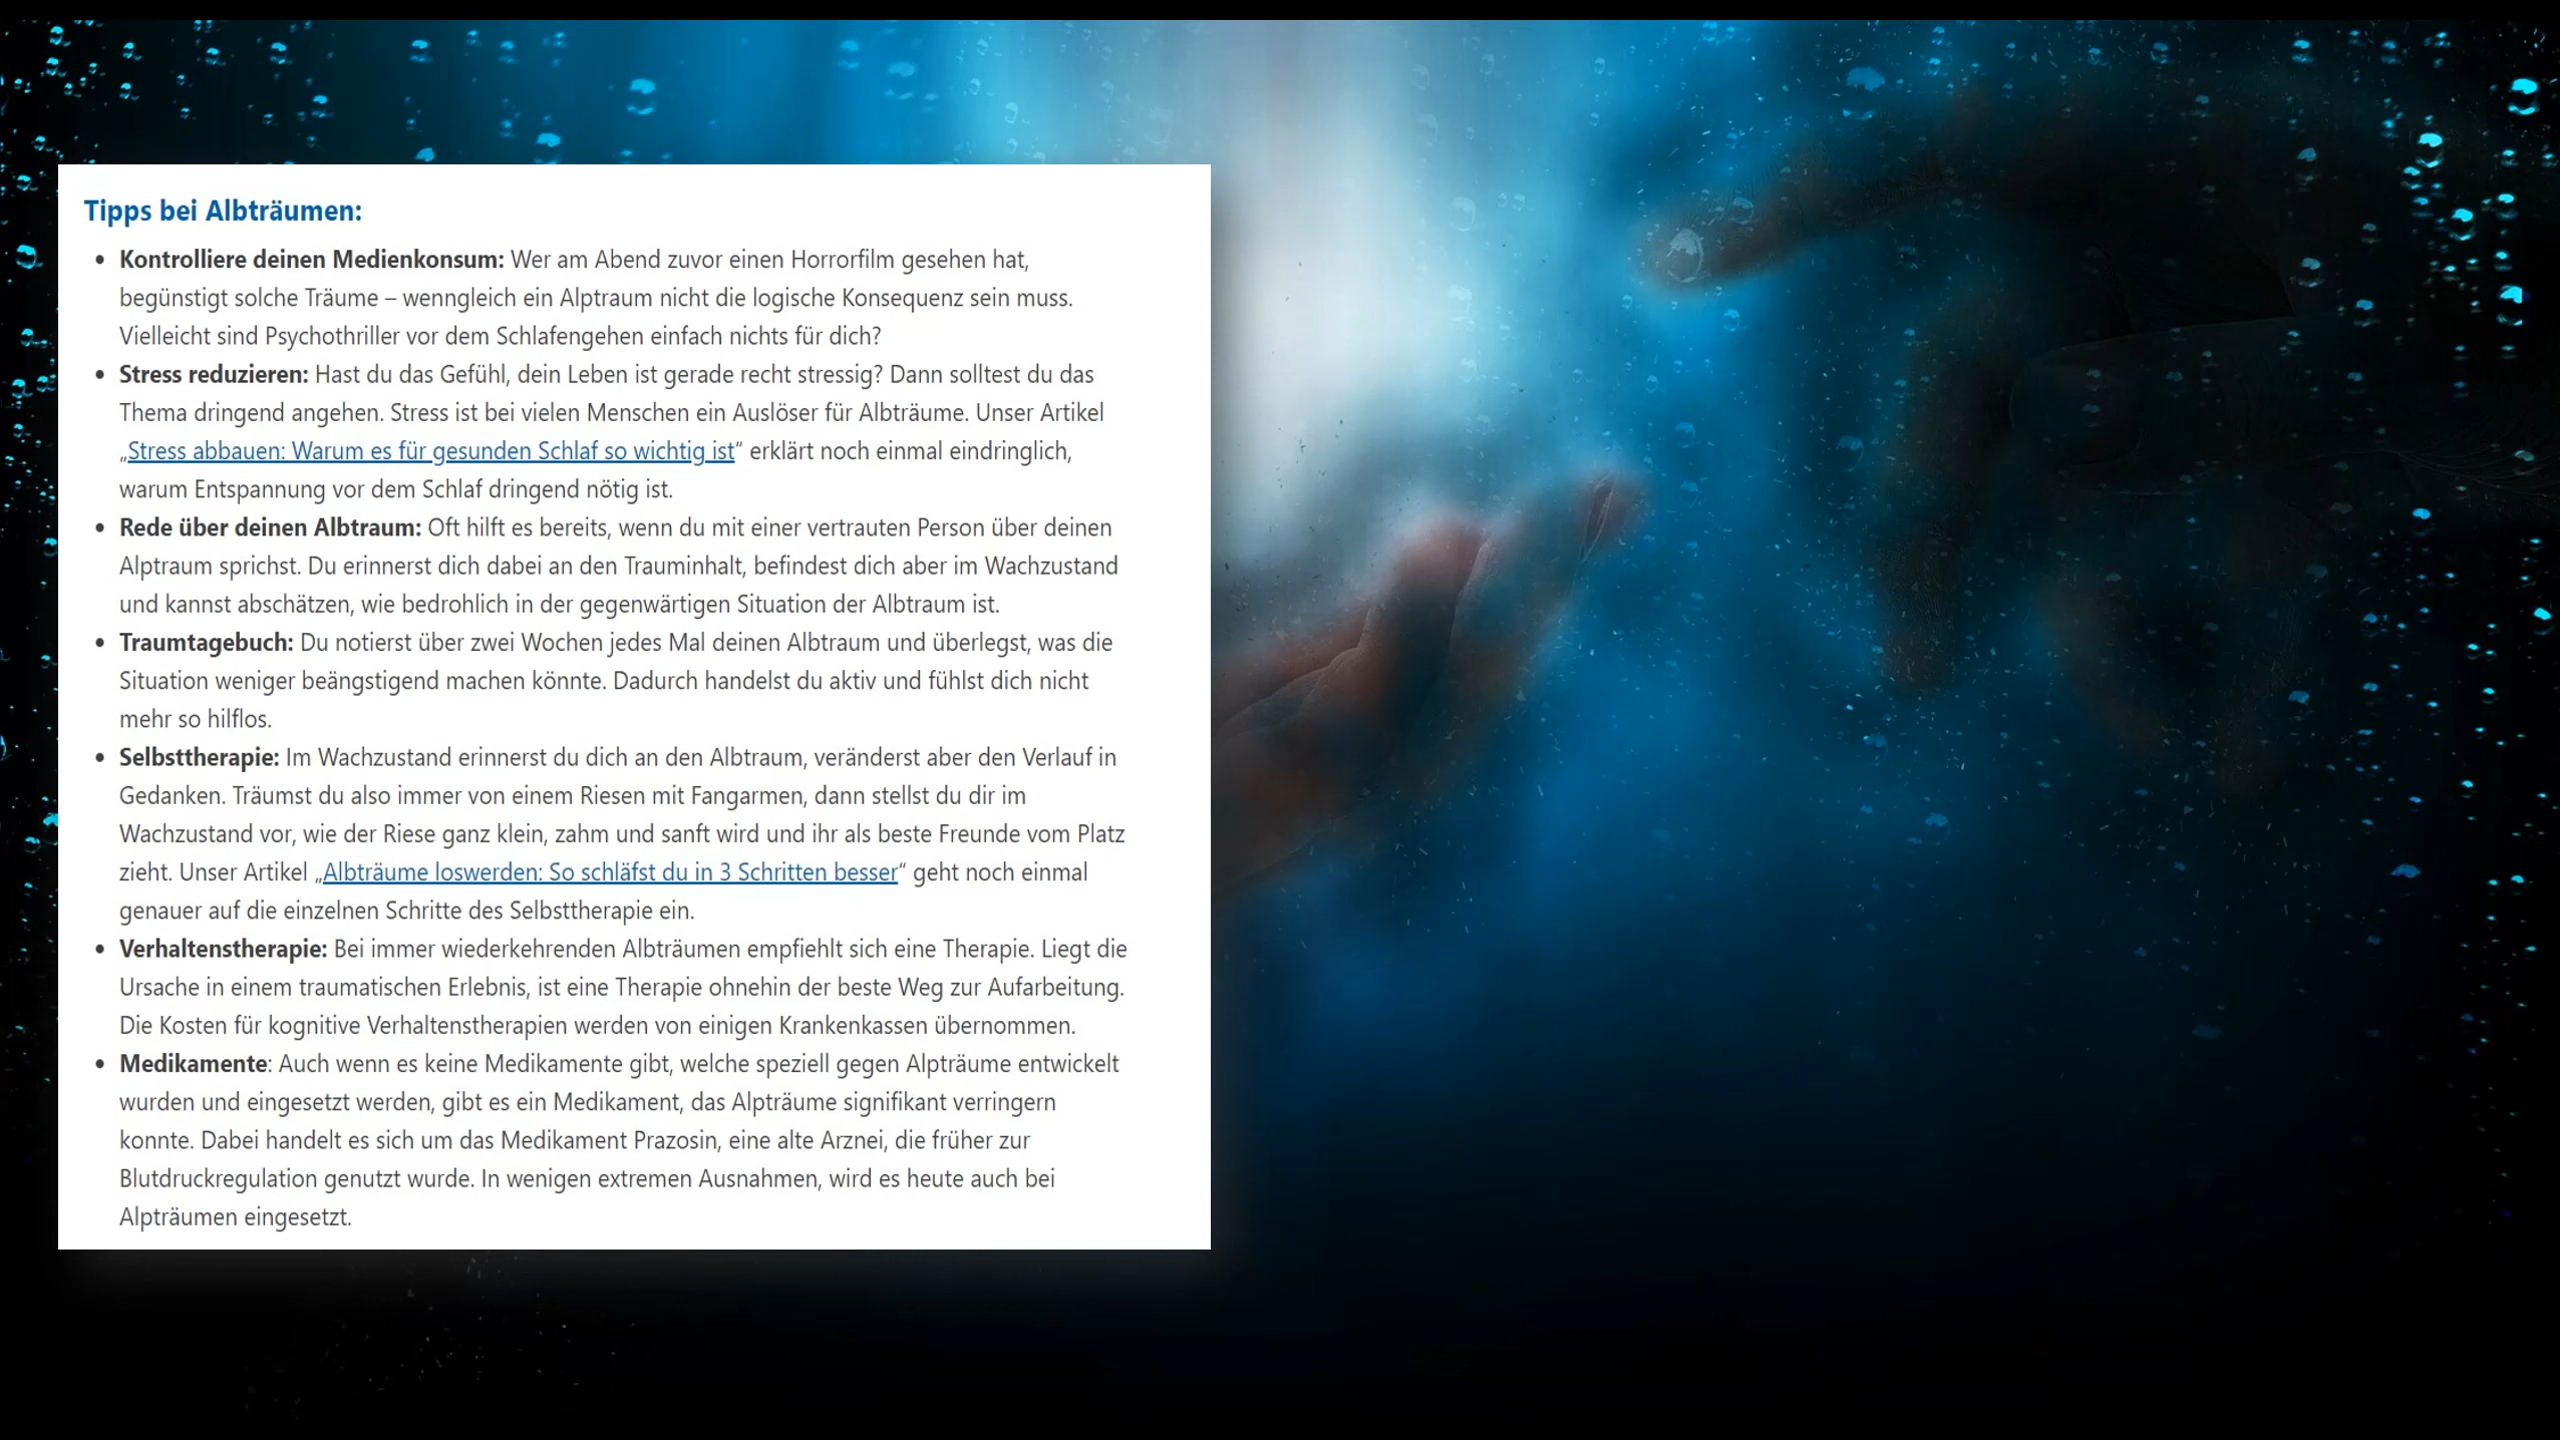 Tipps bei Albträumen:
• Kontrolliere deinen Medienkonsum: Wer am Abend zuvor einen Horrorfilm gesehen hat,
begünstigt solche Träume – wenngleich ein Alptraum nicht die logische Konsequenz sein muss.
Vielleicht sind Psychothriller vor dem Schlafengehen einfach nichts für dich?
• Stress reduzieren: Hast du das Gefühl, dein Leben ist gerade recht stressig? Dann solltest du das
Thema dringend angehen. Stress ist bei vielen Menschen ein Auslöser für Albträume. Unser Artikel
„Stress abbauen: Warum es für gesunden Schlaf so wichtig ist“ erklärt noch einmal eindringlich,
warum Entspannung vor dem Schlaf dringend nötig ist.
• Rede über deinen Albtraum: Oft hilft es bereits, wenn du mit einer vertrauten Person über deinen
Alptraum sprichst. Du erinnerst dich dabei an den Trauminhalt, befindest dich aber im Wachzustand
und kannst abschätzen, wie bedrohlich in der gegenwärtigen Situation der Albtraum ist.
• Traumtagebuch: Du notierst über zwei Wochen jedes Mal deinen Albtraum und überlegst, was die
Situation weniger beängstigend machen könnte. Dadurch handelst du aktiv und fühlst dich nicht
mehr so hilflos.
• Selbsttherapie: Im Wachzustand erinnerst du dich an den Albtraum, veränderst aber den Verlauf in
Gedanken. Träumst du also immer von einem Riesen mit Fangarmen, dann stellst du dir im
Wachzustand vor, wie der Riese ganz klein, zahm und sanft wird und ihr als beste Freunde vom Platz
zieht. Unser Artikel „Albträume loswerden: So schläfst du in 3 Schritten besser“ geht noch einmal
genauer auf die einzelnen Schritte des Selbsttherapie ein.
• Verhaltenstherapie: Bei immer wiederkehrenden Albträumen empfiehlt sich eine Therapie. Liegt die
Ursache in einem traumatischen Erlebnis, ist eine Therapie ohnehin der beste Weg zur Aufarbeitung.
Die Kosten für kognitive Verhaltenstherapien werden von einigen Krankenkassen übernommen.
• Medikamente: Auch wenn es keine Medikamente gibt, welche speziell gegen Alpträume entwickelt
wurden und eingesetzt werden, gibt es ein Medikament, das Alpträume signifikant verringern
konnte. Dabei handelt es sich um das Medikament Prazosin, eine alte Arznei, die früher zur
Blutdruckregulation genutzt wurde. In wenigen extremen Ausnahmen, wird es heute auch bei
Alpträumen eingesetzt.